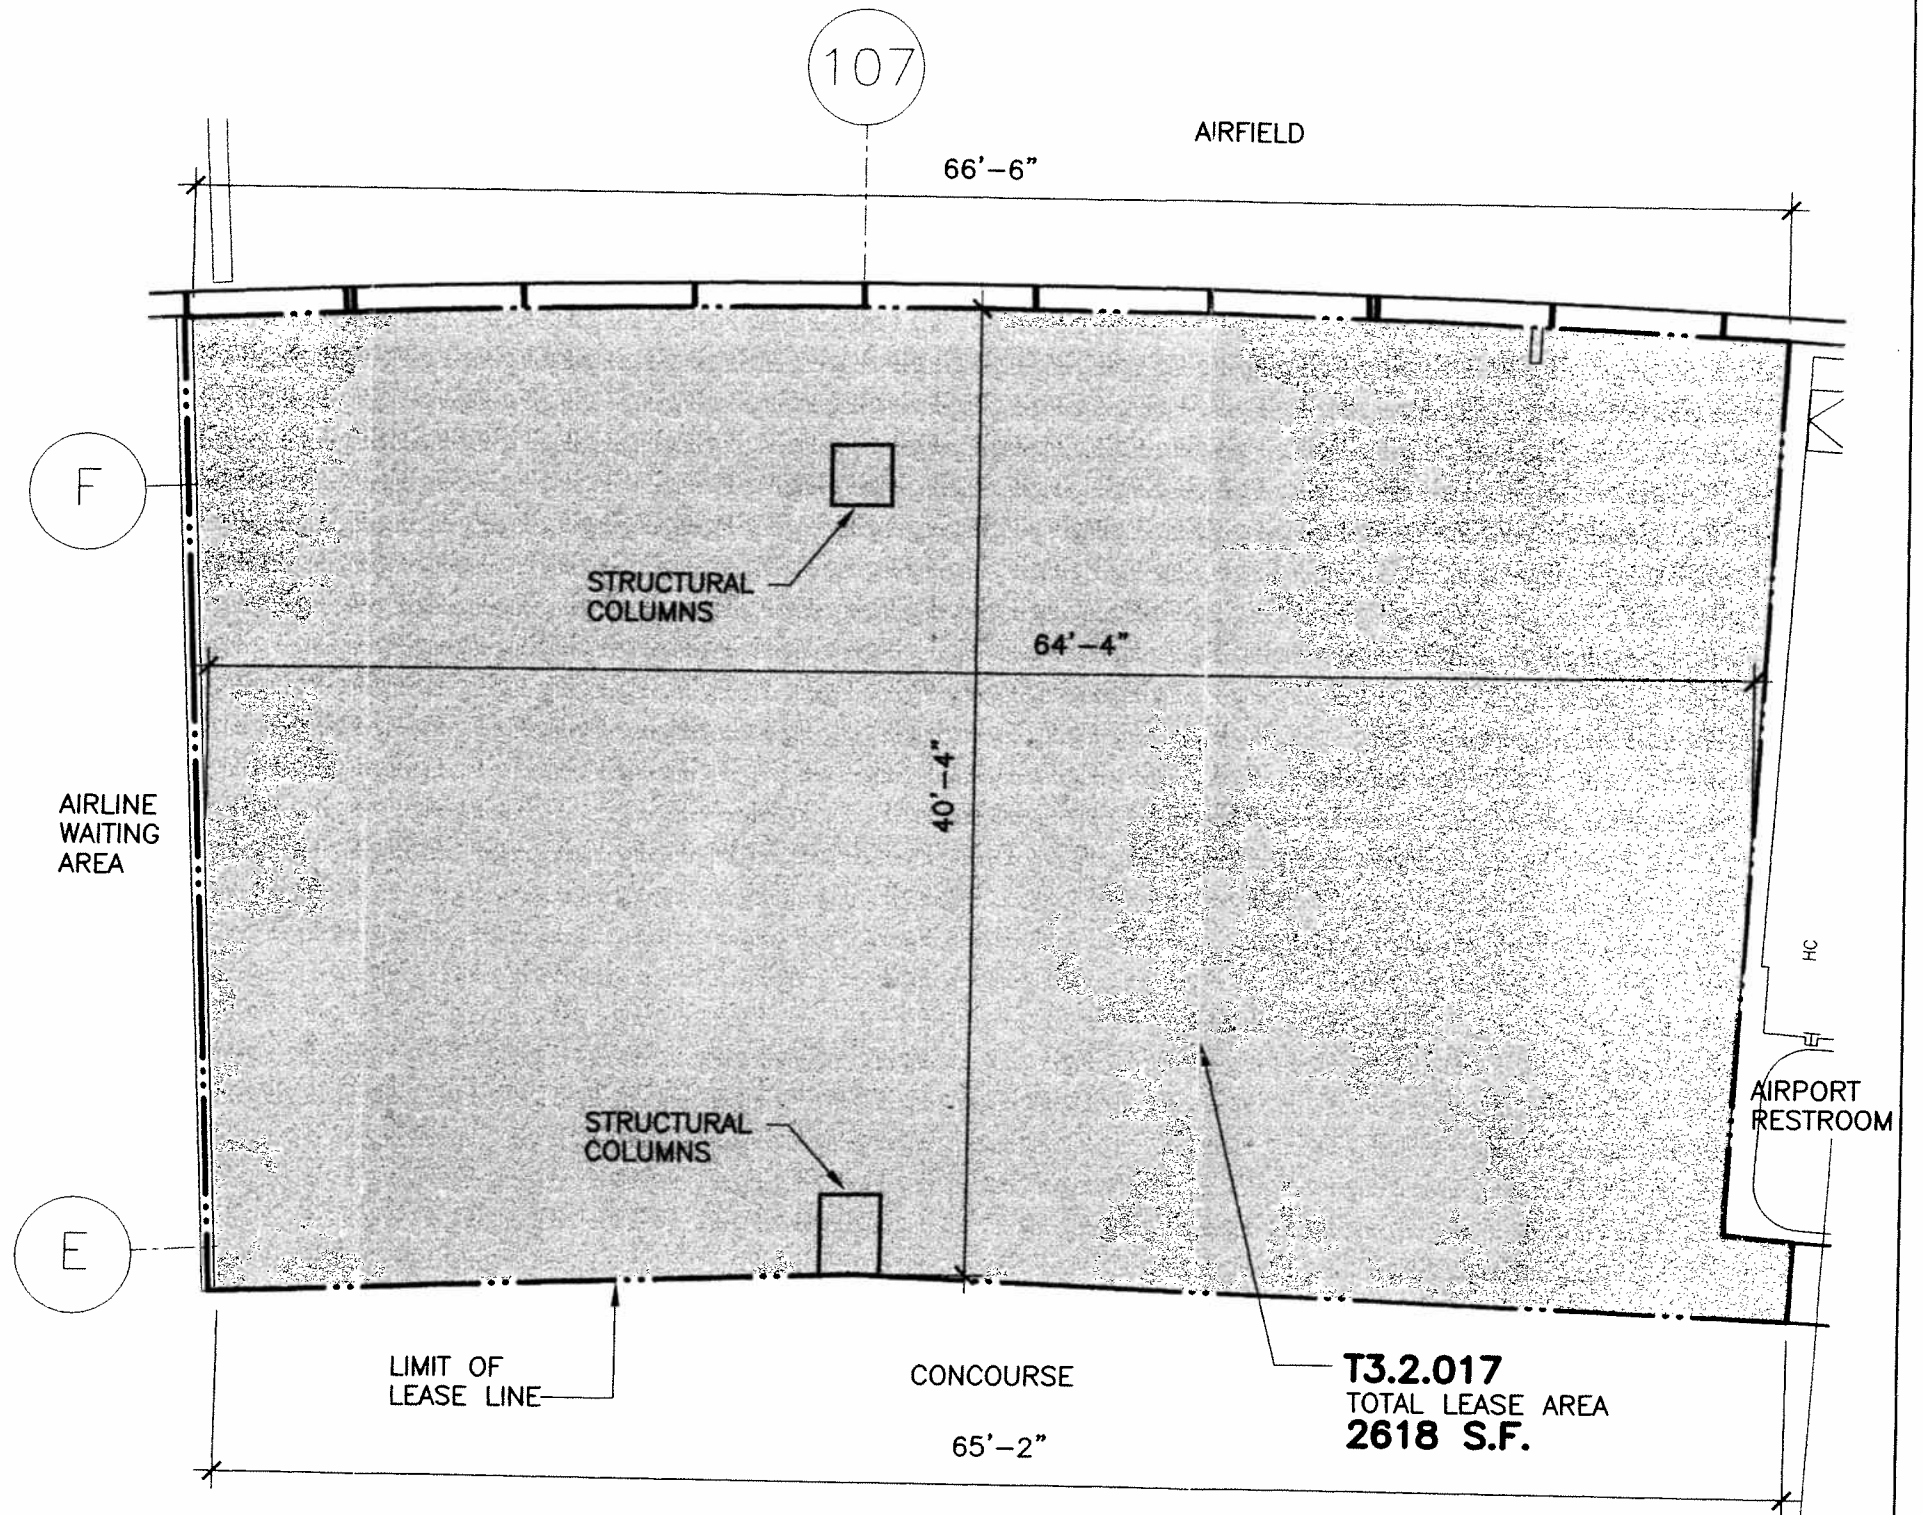 107
AIRFIELD
66'-6"
F
STRUCTURAL
COLUMNS
64'-4"
40'-4"
AIRLINE
WAITING
AREA
HC
AIRPORT
RESTROOM
STRUCTURAL
COLUMNS
E
LIMIT OF
LEASE LINE
CONCOURSE
T3.2.017
TOTAL LEASE AREA
2618 S.F.
65'-2"